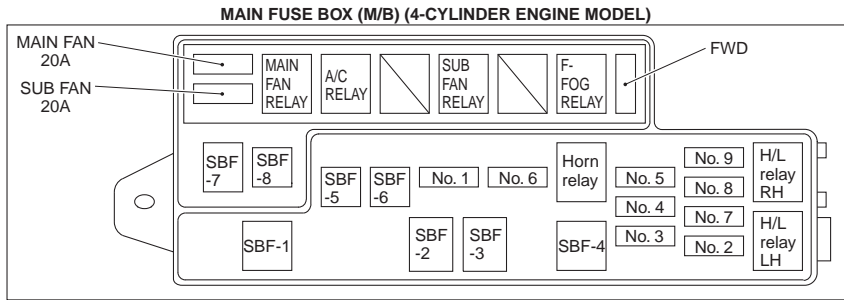 MAIN FUSE BOX (M/B) (4-CYLINDER ENGINE MODEL)
MAIN FAN
20A
SUB FAN
20A
MAIN
FAN
RELAY
A/C
RELAY
SUB
FAN
RELAY
F-
FOG
RELAY
FWD
SBF
-7
SBF
-8
SBF
-5
SBF
-6
No. 1
No. 6
Horn
relay
No. 5
No. 4
No. 3
No. 9
No. 8
No. 7
No. 2
H/L
relay
RH
H/L
relay
LH
SBF-1
SBF
-2
SBF
-3
SBF-4